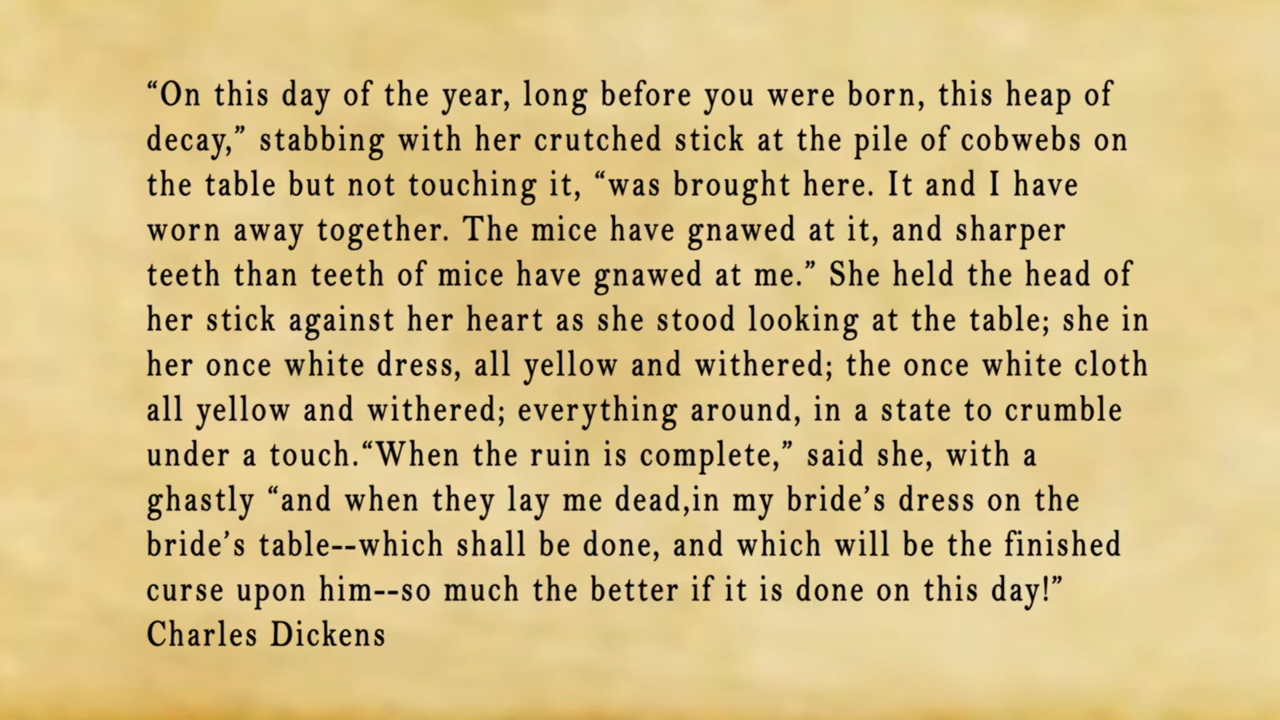 “On this day of the year, long before you were born, this heap of
decay,” stabbing with her crutched stick at the pile of cobwebs on
the table but not touching it, “was brought here. It and I have
worn away together. The mice have gnawed at it, and sharper
teeth than teeth of mice have gnawed at me.” She held the head of
her stick against her heart as she stood looking at the table; she in
her once white dress, all yellow and withered; the once white cloth
all yellow and withered; everything around, in a state to crumble
under a touch.“When the ruin is complete,” said she, with a
ghastly “and when they lay me dead,in my bride’s dress on the
bride’s table--which shall be done, and which will be the finished
curse upon him--so much the better if it is done on this day!”
Charles Dickens